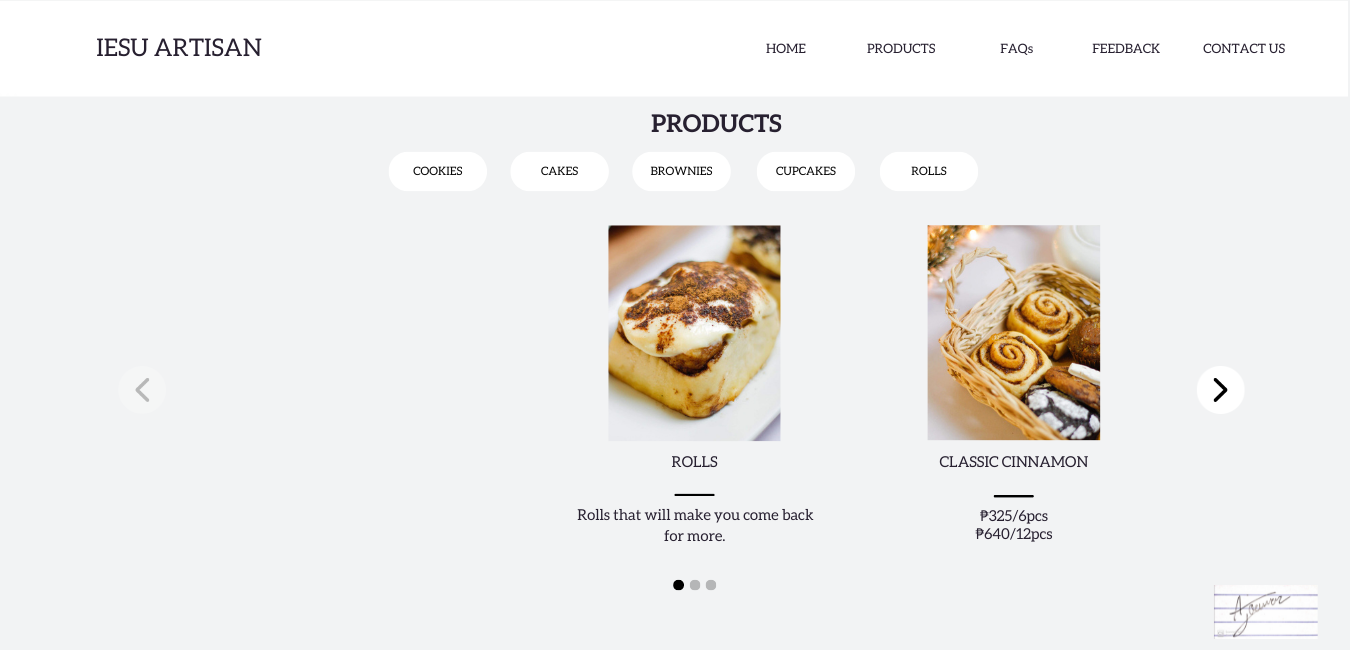 IESU ARTISAN
HOME PRODUCTS FAQs FEEDBACK CONTACT US
PRODUCTS
COOKIES CAKES BROWNIES CUPCAKES ROLLS
ROLLS
Rolls that will make you come back
for more.
CLASSIC CINNAMON
₱325/6pcs
₱640/12pcs